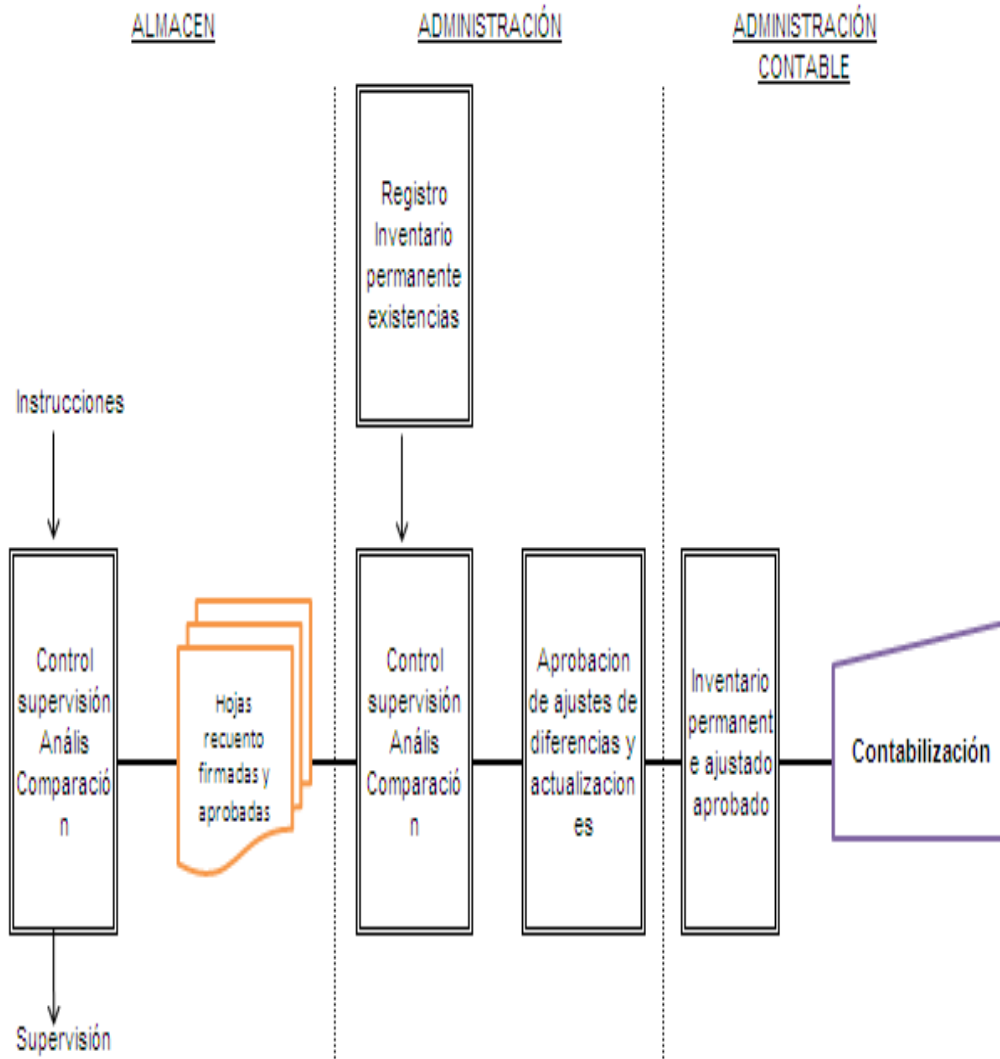 ALMACEN
ADMINISTRACIÓN
ADMINISTRACIÓN
CONTABLE
Registro
Inventario
permanente
existencias
Instrucciones
Control
supervisión
Anális
Comparació
n
Hojas
recuento
firmadas y
aprobadas
Control
supervisión
Anális
Comparació
n
Aprobacion
de ajustes de
diferencias y
actualizacion
es
Inventario
permanent
e ajustado
aprobado
Contabilización
Supervisión